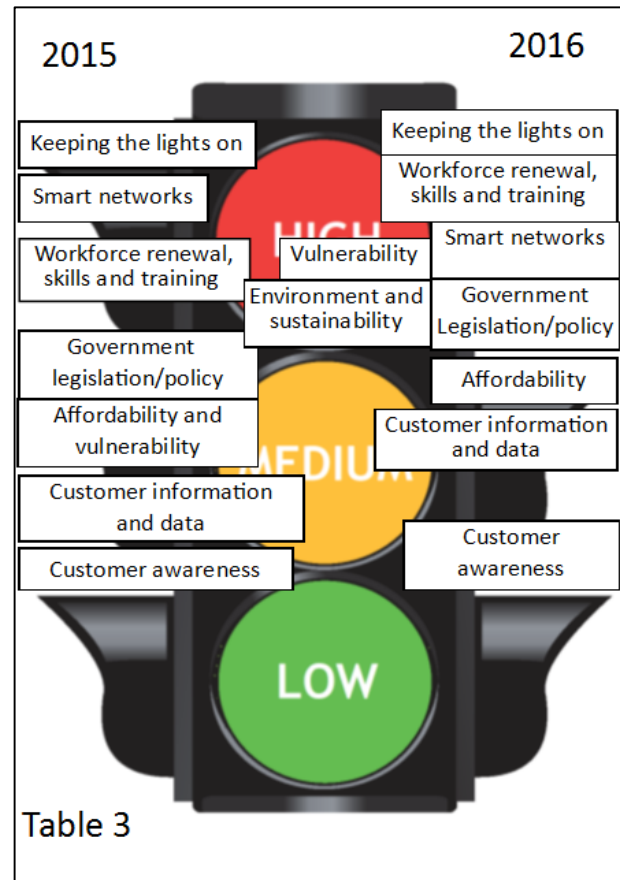 2015
2016
Keeping the lights on
Smart networks
Workforce renewal,
skills and training
Government
legislation/policy
Affordability and
vulnerability
Customer information
and data
Customer awareness
HIGH
Vulnerability
Environment and
sustainability
MEDIUM
LOW
Keeping the lights on
Workforce renewal,
skills and training
Smart networks
Government
Legislation/policy
Affordability
Customer information
and data
Customer
awareness
Table 3